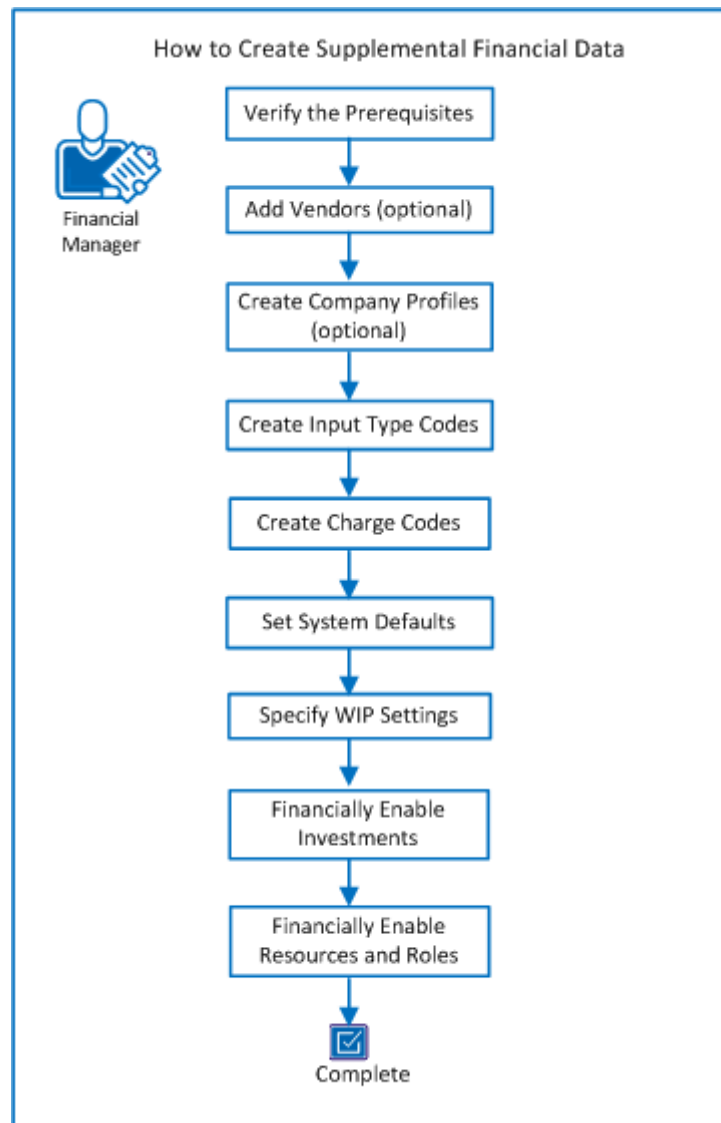 How to Create Supplemental Financial Data
Verify the Prerequisites
Financial
Manager
Add Vendors (optional)
Create Company Profiles
(optional)
Create Input Type Codes
Create Charge Codes
Set System Defaults
Specify WIP Settings
Financially Enable
Investments
Financially Enable
Resources and Roles
Complete